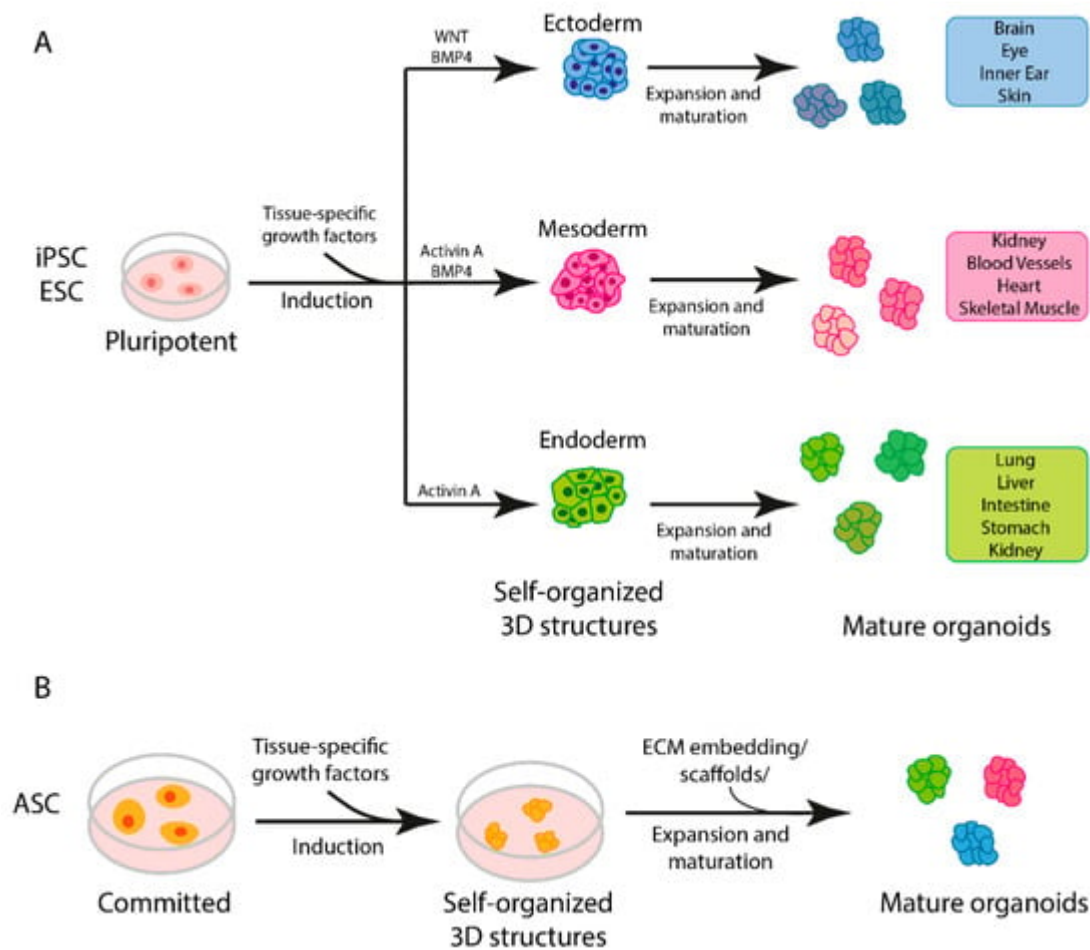 A
WNT
BMP4
Ectoderm
Expansion and
maturation
Brain
Eye
Inner Ear
Skin
iPSC
ESC
Pluripotent
Tissue-specific
growth factors
Induction
Activin A
BMP4
Mesoderm
Expansion and
maturation
Kidney
Blood Vessels
Heart
Skeletal Muscle
Activin A
Endoderm
Expansion and
maturation
Lung
Liver
Intestine
Stomach
Kidney
Self-organized
3D structures
Mature organoids
B
ASC
Committed
Tissue-specific
growth factors
Induction
Self-organized
3D structures
ECM embedding/
scaffolds/
Expansion and
maturation
Mature organoids